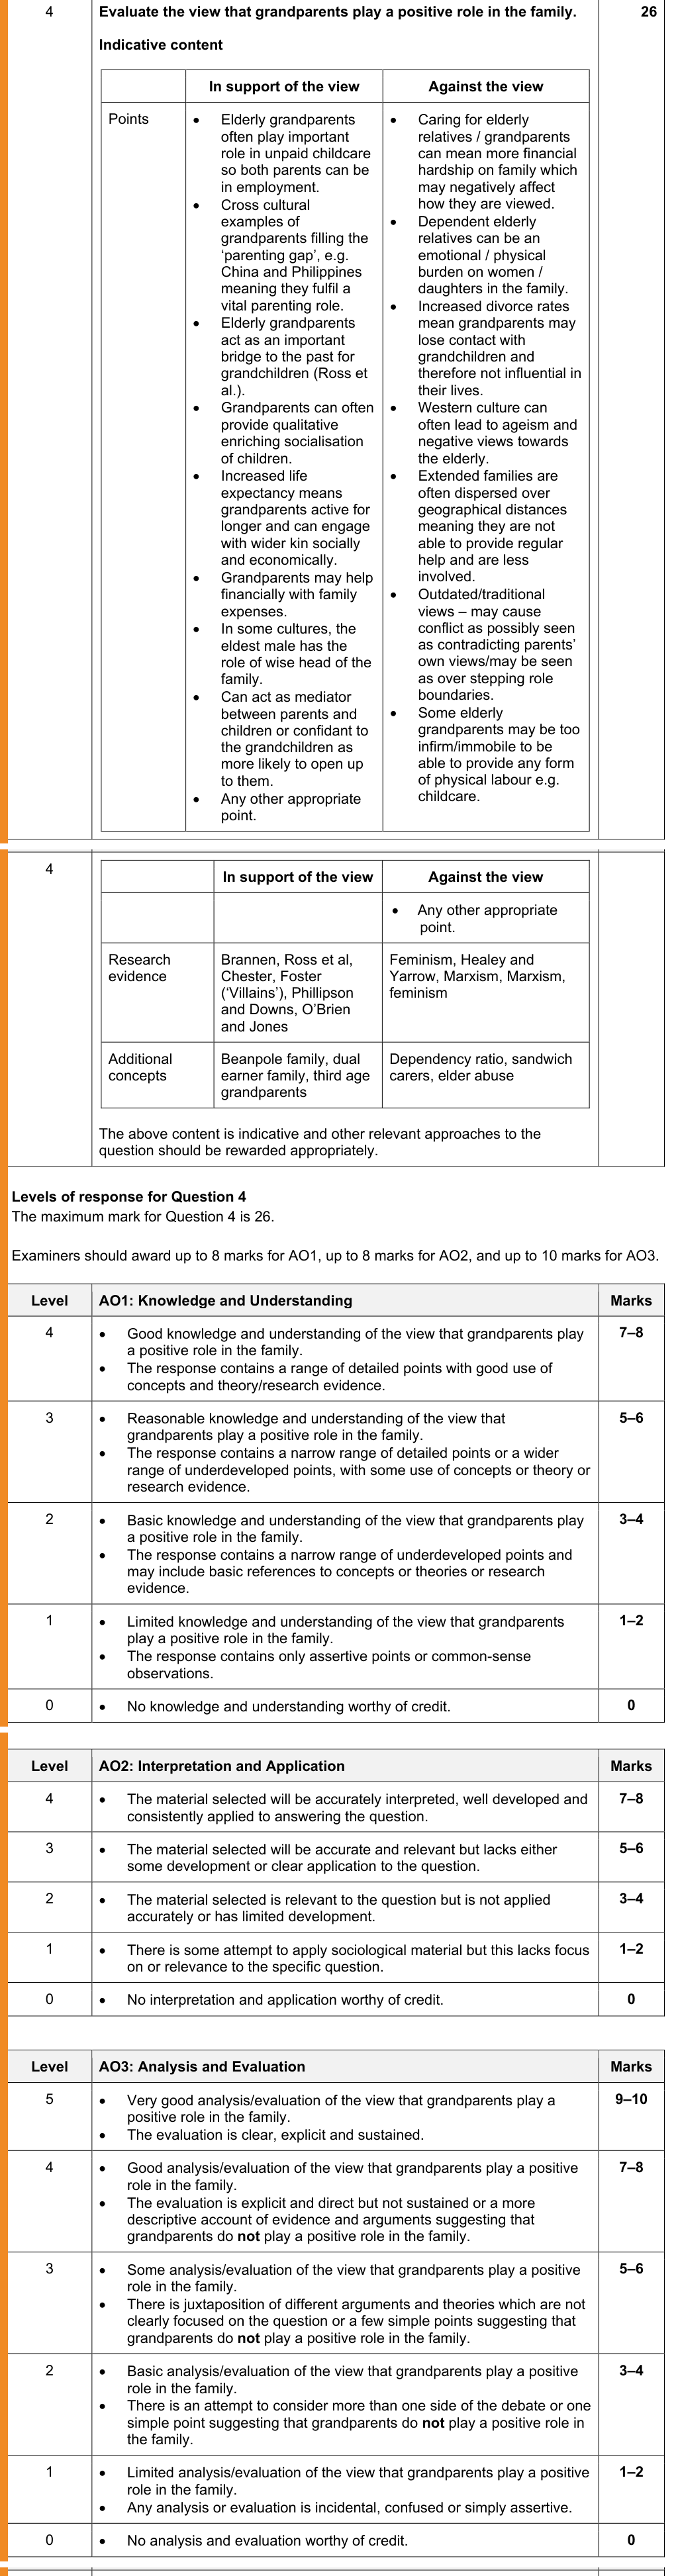 4
Evaluate the view that grandparents play a positive role in the family.
26
Indicative content
In support of the view
Against the view
Points
• Elderly grandparents
often play important
role in unpaid childcare
so both parents can be
in employment.
• Cross cultural
examples of
grandparents filling the
‘parenting gap’, e.g.
China and Philippines
meaning they fulfil a
vital parenting role.
• Elderly grandparents
act as an important
bridge to the past for
grandchildren (Ross et
al.).
• Grandparents can often
provide qualitative
enriching socialisation
of children.
• Increased life
expectancy means
grandparents active for
longer and can engage
with wider kin socially
and economically.
• Grandparents may help
financially with family
expenses.
• In some cultures, the
eldest male has the
role of wise head of the
family.
• Can act as mediator
between parents and
children or confidant to
the grandchildren as
more likely to open up
to them.
• Any other appropriate
point.
• Caring for elderly
relatives / grandparents
can mean more financial
hardship on family which
may negatively affect
how they are viewed.
• Dependent elderly
relatives can be an
emotional / physical
burden on women /
daughters in the family.
• Increased divorce rates
mean grandparents may
lose contact with
grandchildren and
therefore not influential in
their lives.
• Western culture can
often lead to ageism and
negative views towards
the elderly.
• Extended families are
often dispersed over
geographical distances
meaning they are not
able to provide regular
help and are less
involved.
• Outdated/traditional
views – may cause
conflict as possibly seen
as contradicting parents’
own views/may be seen
as over stepping role
boundaries.
• Some elderly
grandparents may be too
infirm/immobile to be
able to provide any form
of physical labour e.g.
childcare.
4
In support of the view
Against the view
• Any other appropriate
point.
Research
evidence
Brannen, Ross et al,
Chester, Foster
(‘Villains’), Phillipson
and Downs, O’Brien
and Jones
Feminism, Healey and
Yarrow, Marxism, Marxism,
feminism
Additional
concepts
Beanpole family, dual
earner family, third age
grandparents
Dependency ratio, sandwich
carers, elder abuse
The above content is indicative and other relevant approaches to the
question should be rewarded appropriately.
Levels of response for Question 4
The maximum mark for Question 4 is 26.
Examiners should award up to 8 marks for AO1, up to 8 marks for AO2, and up to 10 marks for AO3.
Level
AO1: Knowledge and Understanding
Marks
4
• Good knowledge and understanding of the view that grandparents play
a positive role in the family.
• The response contains a range of detailed points with good use of
concepts and theory/research evidence.
7–8
3
• Reasonable knowledge and understanding of the view that
grandparents play a positive role in the family.
• The response contains a narrow range of detailed points or a wider
range of underdeveloped points, with some use of concepts or theory or
research evidence.
5–6
2
• Basic knowledge and understanding of the view that grandparents play
a positive role in the family.
• The response contains a narrow range of underdeveloped points and
may include basic references to concepts or theories or research
evidence.
3–4
1
• Limited knowledge and understanding of the view that grandparents
play a positive role in the family.
• The response contains only assertive points or common-sense
observations.
1–2
0
• No knowledge and understanding worthy of credit.
0
Level
AO2: Interpretation and Application
Marks
4
• The material selected will be accurately interpreted, well developed and
consistently applied to answering the question.
7–8
3
• The material selected will be accurate and relevant but lacks either
some development or clear application to the question.
5–6
2
• The material selected is relevant to the question but is not applied
accurately or has limited development.
3–4
1
• There is some attempt to apply sociological material but this lacks focus
on or relevance to the specific question.
1–2
0
• No interpretation and application worthy of credit.
0
Level
AO3: Analysis and Evaluation
Marks
5
• Very good analysis/evaluation of the view that grandparents play a
positive role in the family.
• The evaluation is clear, explicit and sustained.
9–10
4
• Good analysis/evaluation of the view that grandparents play a positive
role in the family.
• The evaluation is explicit and direct but not sustained or a more
descriptive account of evidence and arguments suggesting that
grandparents do not play a positive role in the family.
7–8
3
• Some analysis/evaluation of the view that grandparents play a positive
role in the family.
• There is juxtaposition of different arguments and theories which are not
clearly focused on the question or a few simple points suggesting that
grandparents do not play a positive role in the family.
5–6
2
• Basic analysis/evaluation of the view that grandparents play a positive
role in the family.
• There is an attempt to consider more than one side of the debate or one
simple point suggesting that grandparents do not play a positive role in
the family.
3–4
1
• Limited analysis/evaluation of the view that grandparents play a positive
role in the family.
• Any analysis or evaluation is incidental, confused or simply assertive.
1–2
0
• No analysis and evaluation worthy of credit.
0